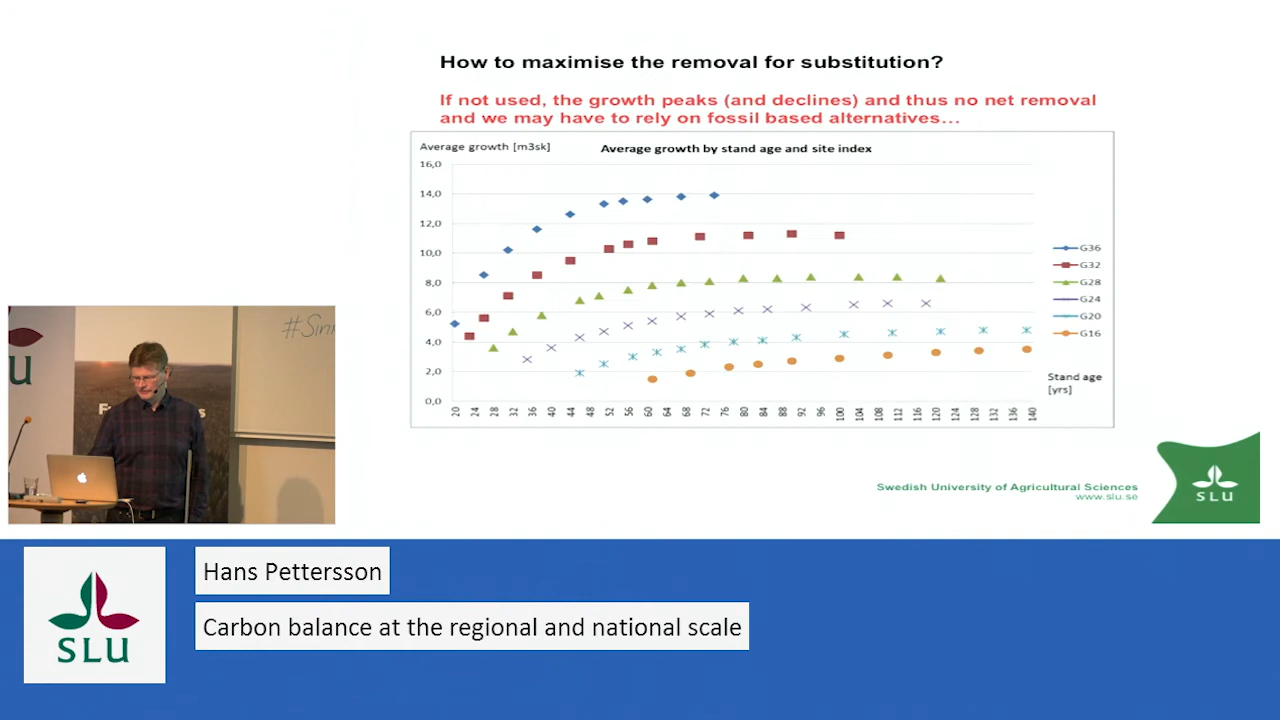 How to maximise the removal for substitution?
If not used, the growth peaks (and declines) and thus no net removal
and we may have to rely on fossil based alternatives…
Average growth [m3sk]
Average growth by stand age and site index
16,0
14,0
12,0
10,0
8,0
6,0
4,0
2,0
0,0
20 24 28 32 36 40 44 48 52 56 60 64 68 72 76 80 84 88 92 96 100 104 108 112 116 120 124 128 132 136 140
Stand age
[yrs]
G36
G32
G28
G24
G20
G16
Swedish University of Agricultural Sciences
www.slu.se
SLU
Hans Pettersson
Carbon balance at the regional and national scale
SLU